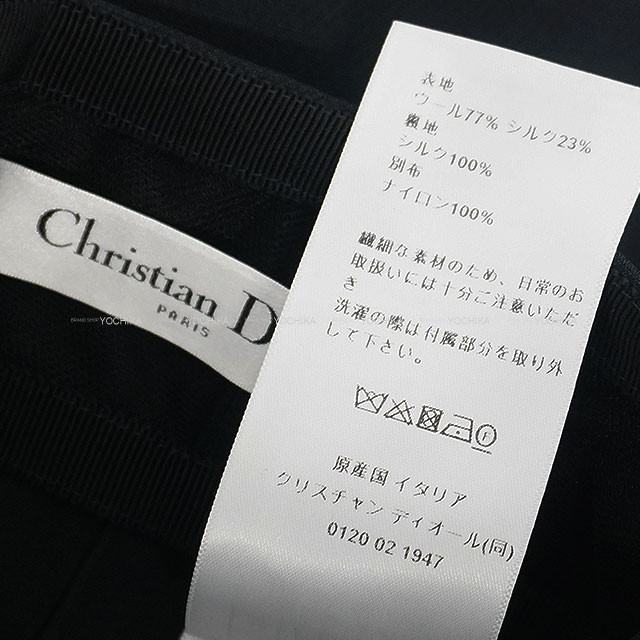 Christian D
PARIS
表地
ウール77% シルク23%
裏地
シルク100%
別布
ナイロン100%
繊細な素材のため、日常のお
取扱いには十分ご注意いただ
き
洗濯の際は付属部分を取り外
して下さい。
原産国 イタリア
クリスチャン ディオール(同)
0120 02 1947
BRAND SHOP YOCHIKA